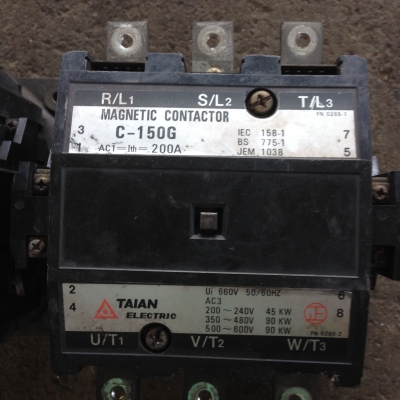 R/L1 S/L2 T/L3
MAGNETIC CONTACTOR
C-150G
AC1=Ith=200A
IEC 158-1
BS 775-1
JEM 1038
3
1
7
5
Ui 660V 50/60HZ
AC3
200~240V 45 KW
350~480V 90 KW
500~600V 90 KW
TAIAN
ELECTRIC
2
4
6
8
U/T1 V/T2 W/T3